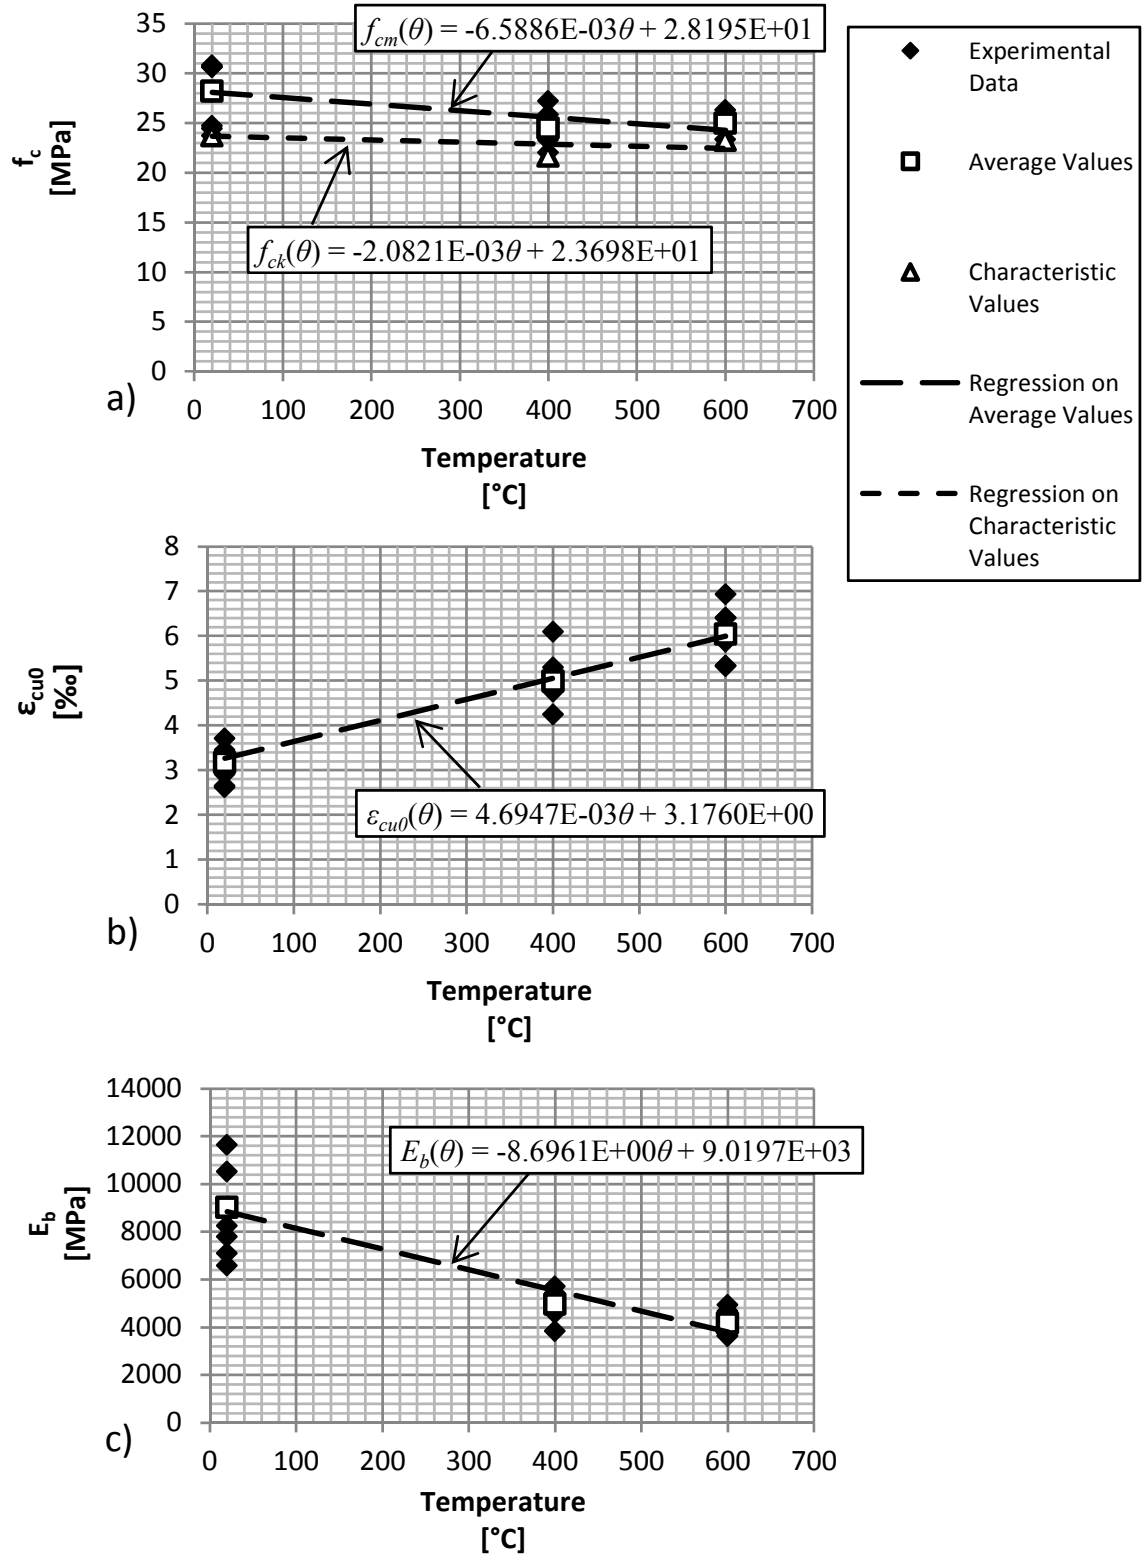 35
30
25
20
15
10
5
0
f_c
[MPa]
f_cm(θ) = -6.5886E-03θ + 2.8195E+01
f_ck(θ) = -2.0821E-03θ + 2.3698E+01
a)
0 100 200 300 400 500 600 700
Temperature
[°C]
Experimental
Data
Average Values
Characteristic
Values
Regression on
Average Values
Regression on
Characteristic
Values
8
7
6
5
4
3
2
1
0
ε_cu0
[‰]
ε_cu0(θ) = 4.6947E-03θ + 3.1760E+00
b)
0 100 200 300 400 500 600 700
Temperature
[°C]
14000
12000
10000
8000
6000
4000
2000
0
E_b
[MPa]
E_b(θ) = -8.6961E+00θ + 9.0197E+03
c)
0 100 200 300 400 500 600 700
Temperature
[°C]